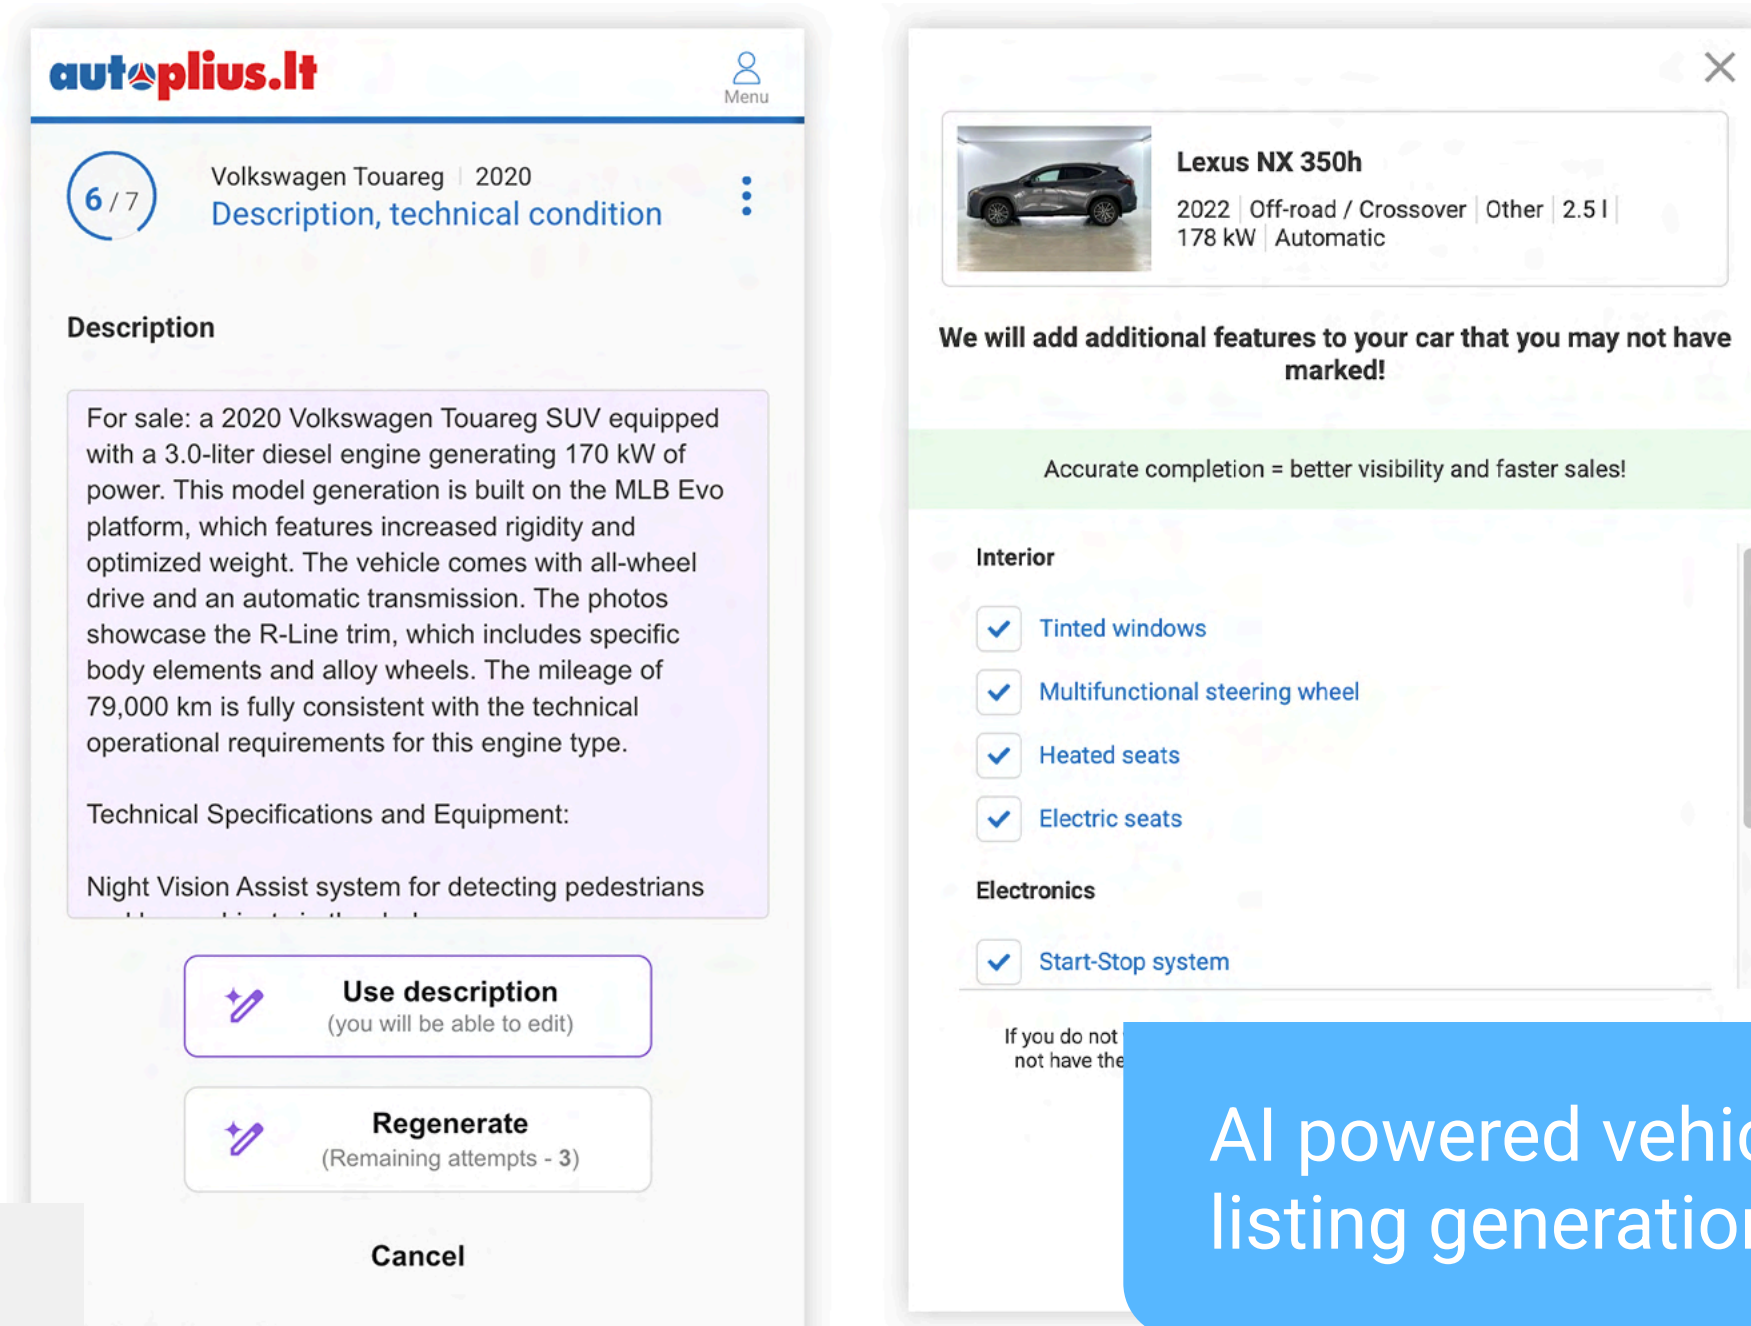 autoplius.lt
Menu
6 / 7
Volkswagen Touareg | 2020
Description, technical condition
Description
For sale: a 2020 Volkswagen Touareg SUV equipped
with a 3.0-liter diesel engine generating 170 kW of
power. This model generation is built on the MLB Evo
platform, which features increased rigidity and
optimized weight. The vehicle comes with all-wheel
drive and an automatic transmission. The photos
showcase the R-Line trim, which includes specific
body elements and alloy wheels. The mileage of
79,000 km is fully consistent with the technical
operational requirements for this engine type.
Technical Specifications and Equipment:
Night Vision Assist system for detecting pedestrians
Use description
(you will be able to edit)
Regenerate
(Remaining attempts - 3)
Cancel
Lexus NX 350h
2022 | Off-road / Crossover | Other | 2.5 l |
178 kW | Automatic
We will add additional features to your car that you may not have
marked!
Accurate completion = better visibility and faster sales!
Interior
Tinted windows
Multifunctional steering wheel
Heated seats
Electric seats
Electronics
Start-Stop system
If you do not
not have the
AI powered
listing